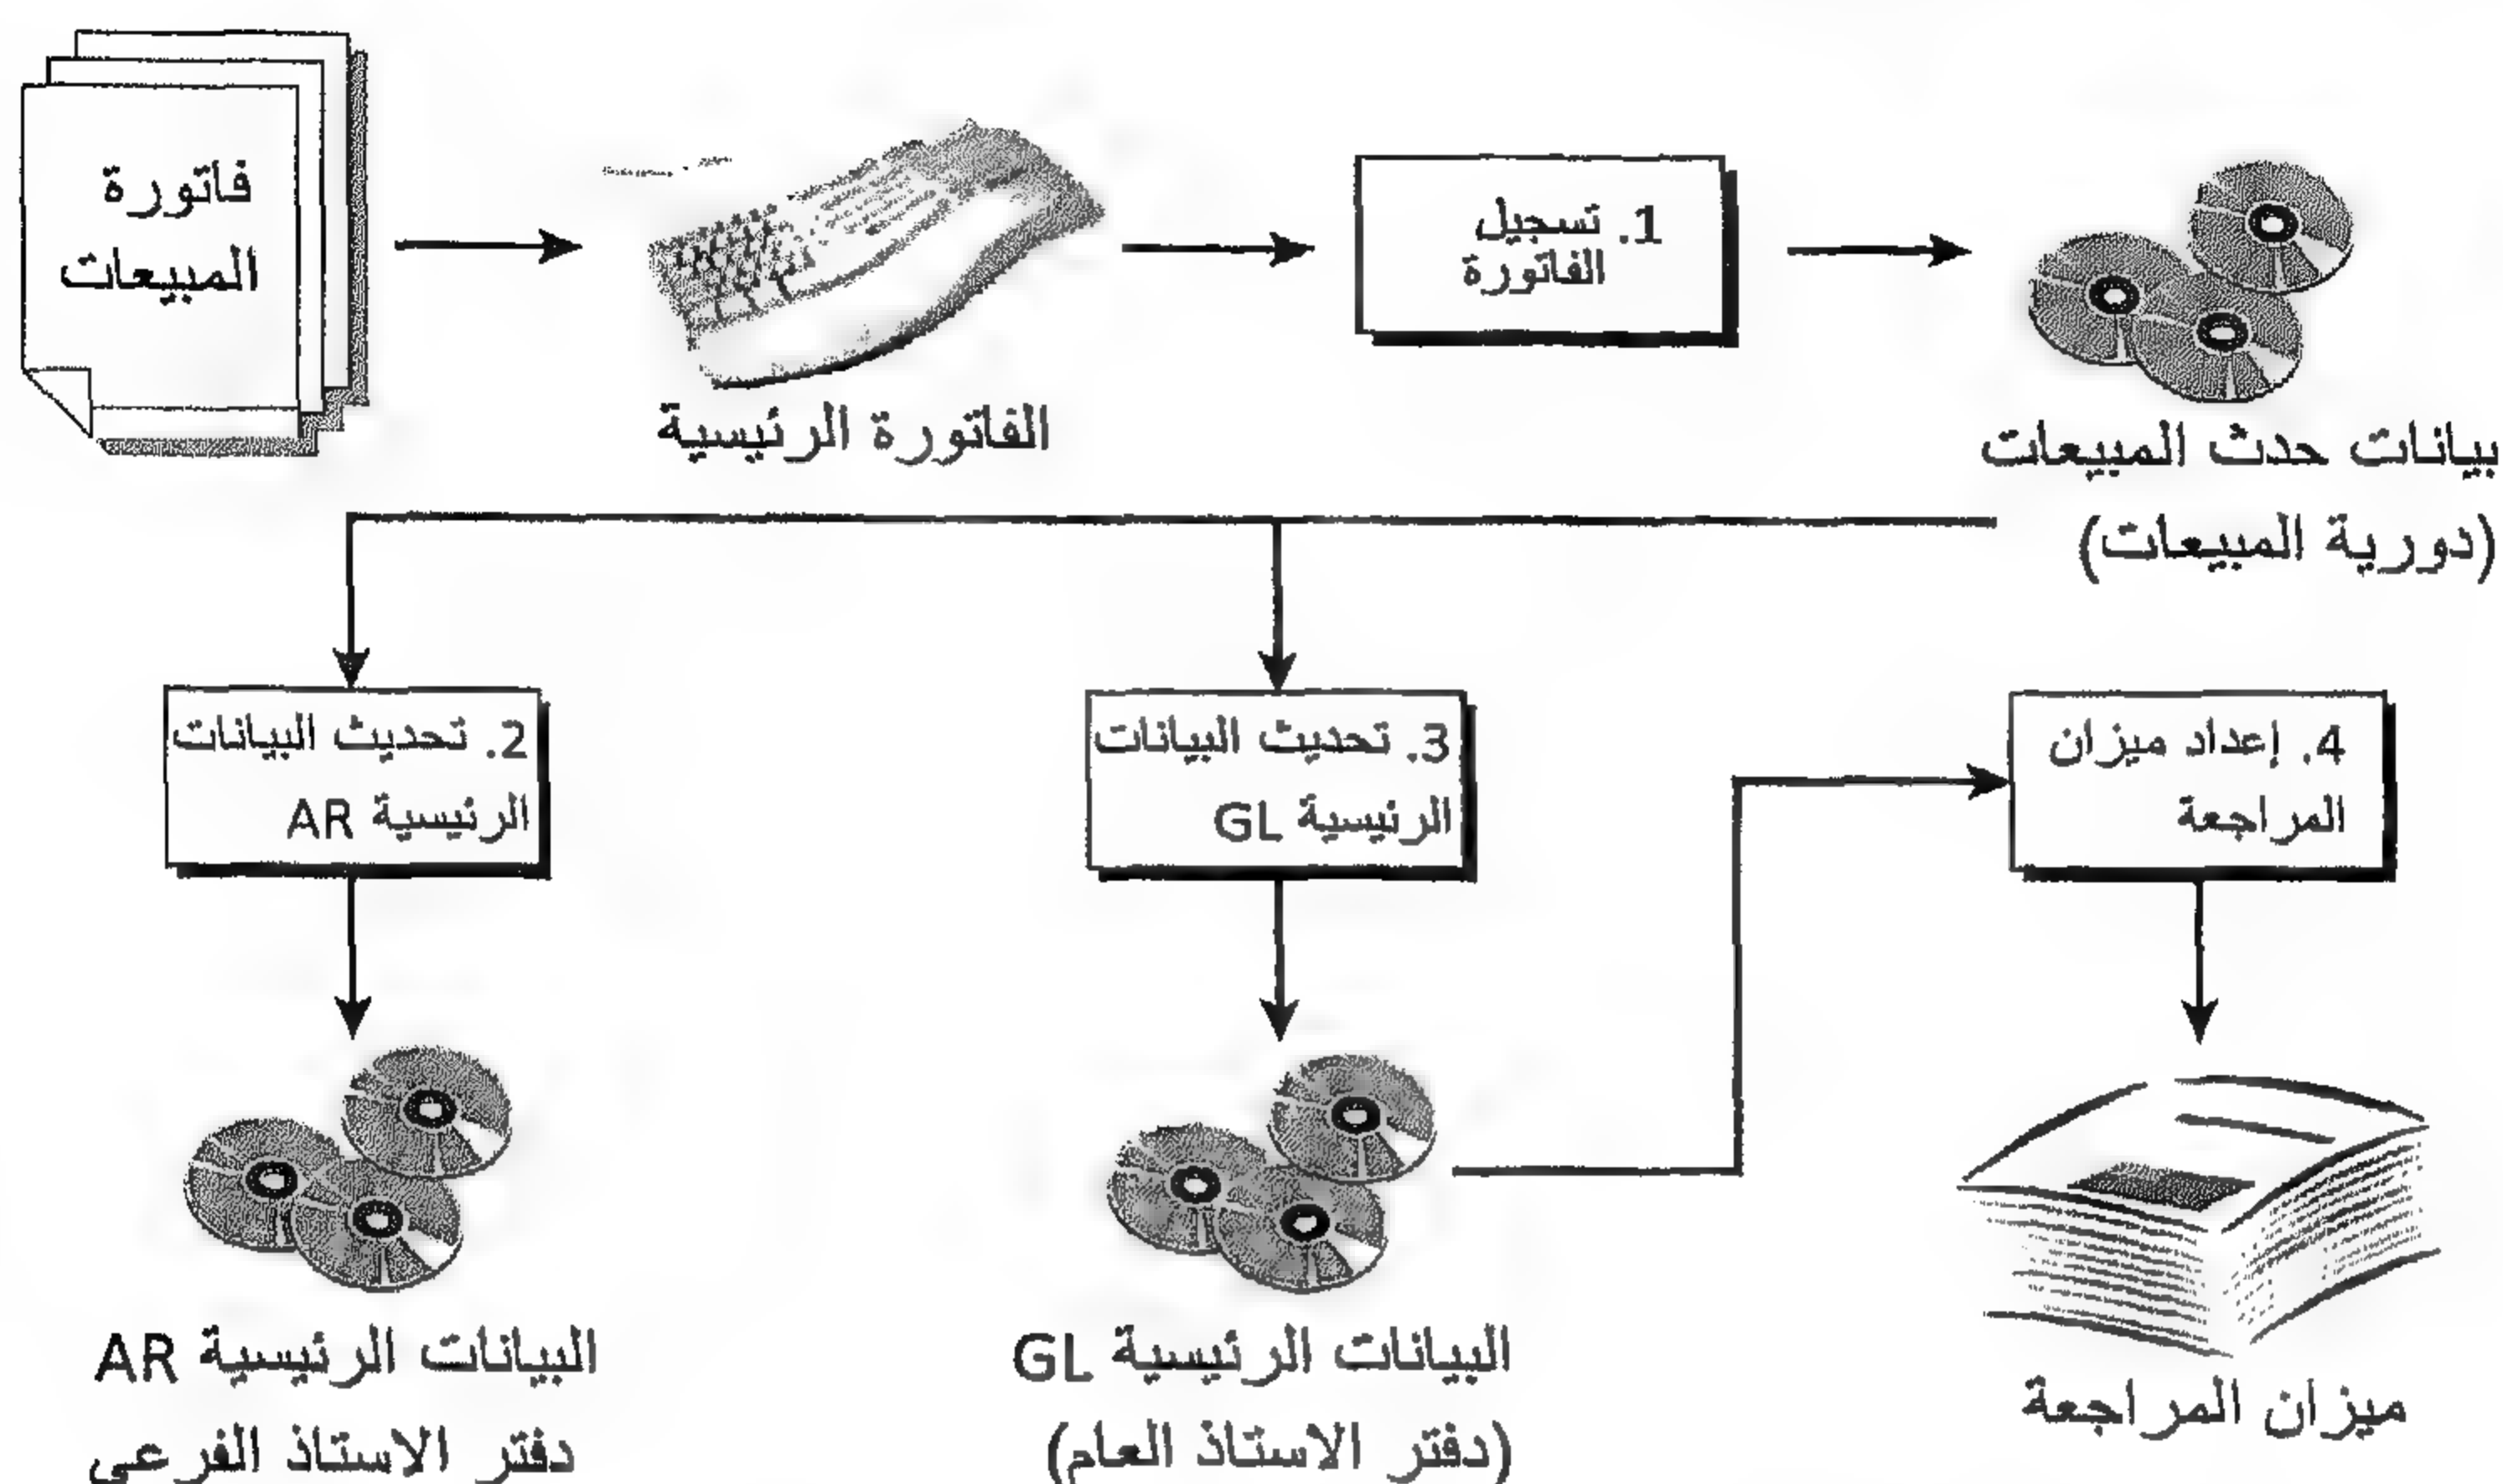 فاتورة
المبيعات
الفاتورة الرئيسية
1. تسجيل
الفاتورة
بيانات حدث المبيعات
(دورية المبيعات)
2. تحديث البيانات
الرئيسية AR
3. تحديث البيانات
الرئيسية GL
4. إعداد ميزان
المراجعة
البيانات الرئيسية AR
دفتر الاستاذ الفرعي
البيانات الرئيسية GL
(دفتر الاستاذ العام)
ميزان المراجعة